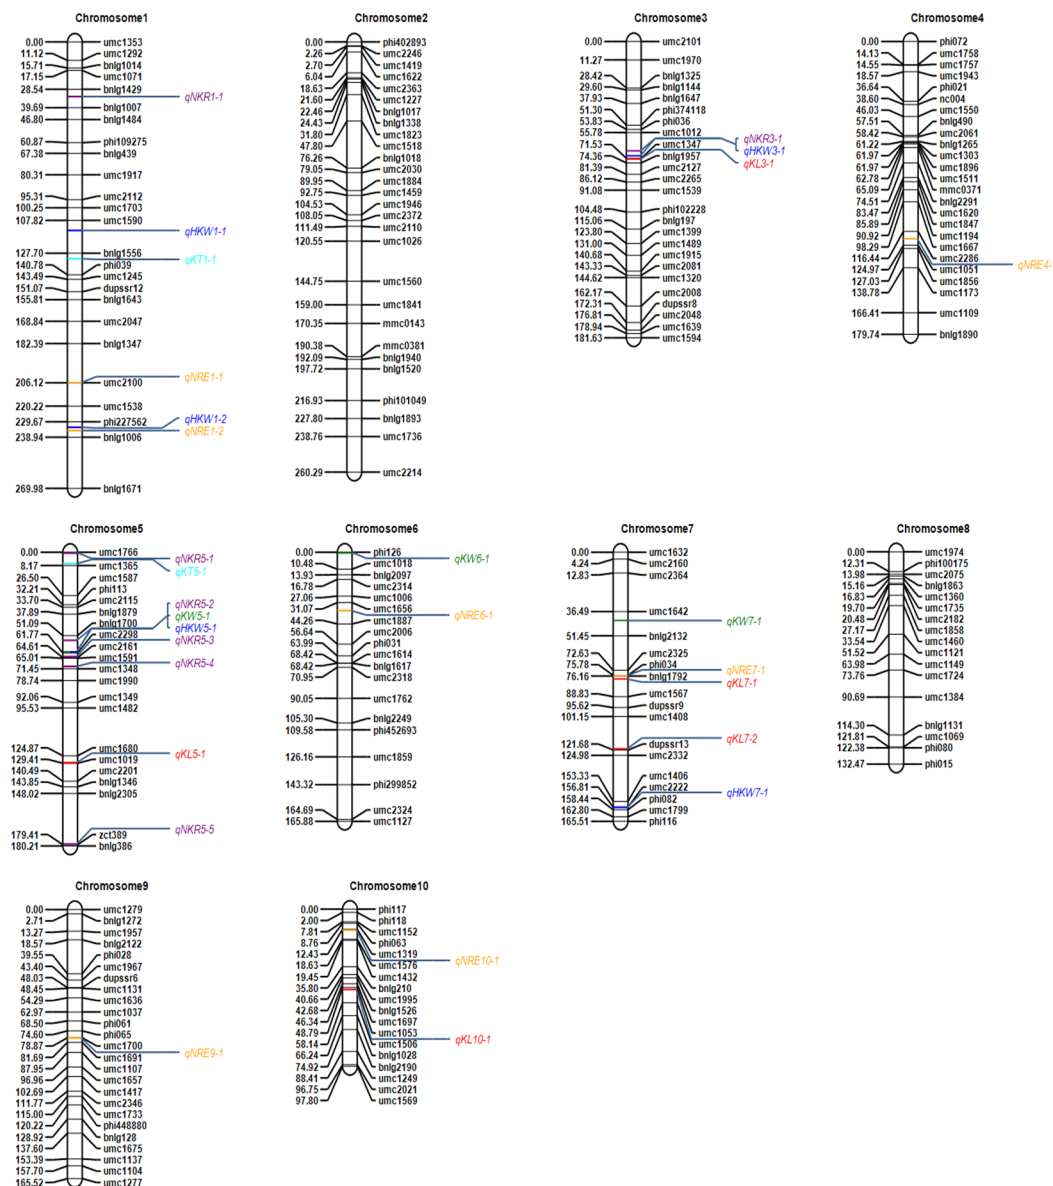 Chromosome1
0.00 umc1353
11.12 umc1292
15.71 bnlg1014
17.15 umc1071
28.54 bnlg1429
qNKR1-1
39.69 bnlg1007
46.80 bnlg1484
60.87 phi109275
67.38 bnlg439
80.31 umc1917
95.31 umc2112
100.25 umc1703
107.82 umc1590
qHKW1-1
127.70 bnlg1556
qKT1-1
140.78 phi039
143.49 umc1245
151.07 dupssr12
155.81 bnlg1643
168.84 umc2047
182.39 bnlg1347
qNRE1-1
206.12 umc2100
220.22 umc1538
qHKW1-2
229.67 phi227562
qNRE1-2
238.94 bnlg1006
269.98 bnlg1671
Chromosome2
0.00 phi402893
2.26 umc2246
2.70 umc1419
6.04 umc1622
18.63 umc2363
21.60 umc1227
22.46 bnlg1017
24.43 bnlg1338
31.80 umc1823
47.80 umc1518
76.26 bnlg1018
79.05 umc2030
89.95 umc1884
92.75 umc1459
104.53 umc1946
108.05 umc2372
111.49 umc2110
120.55 umc1026
144.75 umc1560
159.00 umc1841
170.35 mmc0143
190.38 mmc0381
192.09 bnlg1940
197.72 bnlg1520
216.93 phi101049
227.80 bnlg1893
238.76 umc1736
260.29 umc2214
Chromosome3
0.00 umc2101
11.27 umc1970
28.42 bnlg1325
29.60 bnlg1144
37.93 bnlg1647
51.30 phi374118
53.83 phi036
55.78 umc1012
qNKR3-1
71.53 umc1347
qHKW3-1
74.36 bnlg1957
qKL3-1
81.39 umc2127
86.12 umc2265
91.08 umc1539
104.48 phi102228
115.06 bnlg197
123.80 umc1399
131.00 umc1489
140.68 umc1915
143.33 umc2081
144.62 umc1320
162.17 umc2008
172.31 dupssr8
176.81 umc2048
178.94 umc1639
181.63 umc1594
Chromosome4
0.00 phi072
14.13 umc1758
14.55 umc1757
18.57 umc1943
36.64 phi021
38.60 nc004
46.03 umc1550
57.51 bnlg490
58.42 umc2061
61.22 bnlg1265
61.97 umc1303
61.97 umc1896
62.78 umc1511
65.09 mmc0371
74.51 bnlg2291
83.47 umc1620
85.89 umc1847
90.92 umc1194
98.29 umc1667
116.44 umc2286
qNRE4-
124.97 umc1051
127.03 umc1856
138.78 umc1173
166.41 umc1109
179.74 bnlg1890
Chromosome5
0.00 umc1766
qNKR5-1
8.17 umc1365
qKT5-1
26.50 umc1587
32.21 phi113
33.70 umc2115
qNKR5-2
37.89 bnlg1879
qKW5-1
51.09 bnlg1700
qHKW5-1
61.77 umc2298
qNKR5-3
64.61 umc2161
65.01 umc1591
qNKR5-4
71.45 umc1348
78.74 umc1990
92.06 umc1349
95.53 umc1482
124.87 umc1680
qKL5-1
129.41 umc1019
140.49 umc2201
143.85 bnlg1346
148.02 bnlg2305
qNKR5-5
179.41 zct389
180.21 bnlg386
Chromosome6
0.00 phi126
qKW6-1
10.48 umc1018
13.93 bnlg2097
16.78 umc2314
27.06 umc1006
31.07 umc1656
qNRE6-1
44.26 umc1887
56.64 umc2006
63.99 phi031
68.42 umc1614
68.42 bnlg1617
70.95 umc2318
90.05 umc1762
105.30 bnlg2249
109.58 phi452693
126.16 umc1859
143.32 phi299852
164.69 umc2324
165.88 umc1127
Chromosome7
0.00 umc1632
4.24 umc2160
12.83 umc2364
36.49 umc1642
qKW7-1
51.45 bnlg2132
72.63 umc2325
75.78 phi034
qNRE7-1
76.16 bnlg1792
qKL7-1
88.83 umc1567
95.62 dupssr9
101.15 umc1408
qKL7-2
121.68 dupssr13
124.98 umc2332
153.33 umc1406
156.81 umc2222
qHKW7-1
158.44 phi082
162.80 umc1799
165.51 phi116
Chromosome8
0.00 umc1974
12.31 phi100175
13.98 umc2075
15.16 bnlg1863
16.83 umc1360
19.70 umc1735
20.48 umc2182
27.17 umc1858
33.54 umc1460
51.52 umc1121
63.98 umc1149
73.76 umc1724
90.69 umc1384
114.30 bnlg1131
121.81 umc1069
122.38 phi080
132.47 phi015
Chromosome9
0.00 umc1279
2.71 bnlg1272
13.27 umc1957
18.57 bnlg2122
39.55 phi028
43.40 umc1967
48.03 dupssr6
48.45 umc1131
54.29 umc1636
62.97 umc1037
68.50 phi061
74.60 phi065
78.87 umc1700
qNRE9-1
81.69 umc1691
87.95 umc1107
96.96 umc1657
102.69 umc1417
111.77 umc2346
115.00 umc1733
120.22 phi448880
128.92 bnlg128
137.60 umc1675
153.39 umc1137
157.70 umc1104
165.52 umc1277
Chromosome10
0.00 phi117
2.00 phi118
7.81 umc1152
8.76 phi063
12.43 umc1319
qNRE10-1
18.63 umc1576
19.45 umc1432
35.80 bnlg210
40.66 umc1995
42.68 bnlg1526
46.34 umc1697
48.79 umc1053
qKL10-1
58.14 umc1506
66.24 bnlg1028
74.92 bnlg2190
88.41 umc1249
96.75 umc2021
97.80 umc1569